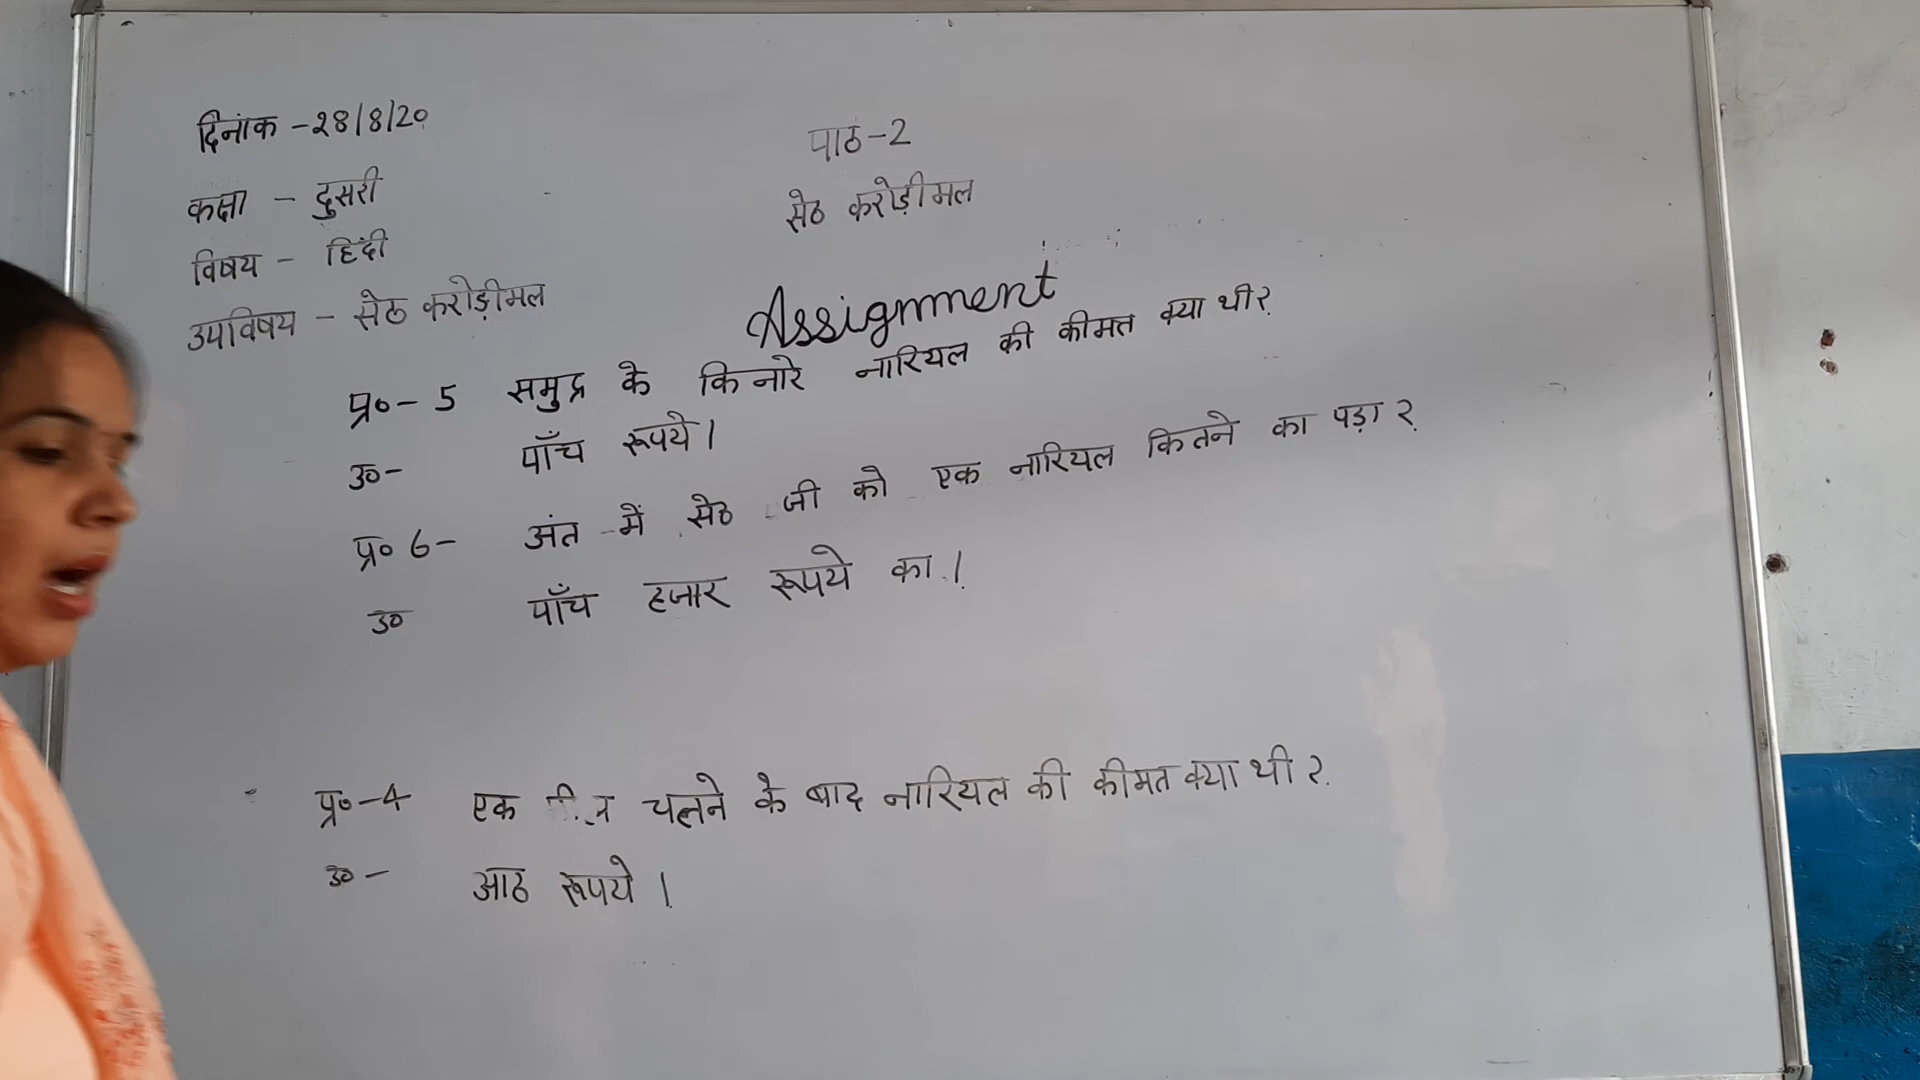 दिनांक - 28/8/20
कक्षा - दुसरी
विषय - हिंदी
उपविषय - सेठ करोड़ीमल
पाठ-2
सेठ करोड़ीमल
Assignment
प्र०- 5 समुद्र के किनारे नारियल की कीमत क्या थी?
उ०- पाँच रूपये।
प्र० 6- अंत में सेठ जी को एक नारियल कितने का पड़ा?
उ० पाँच हजार रूपये का।
प्र०-4 एक चलने के बाद नारियल की कीमत क्या थी?
उ०- आठ रूपये।